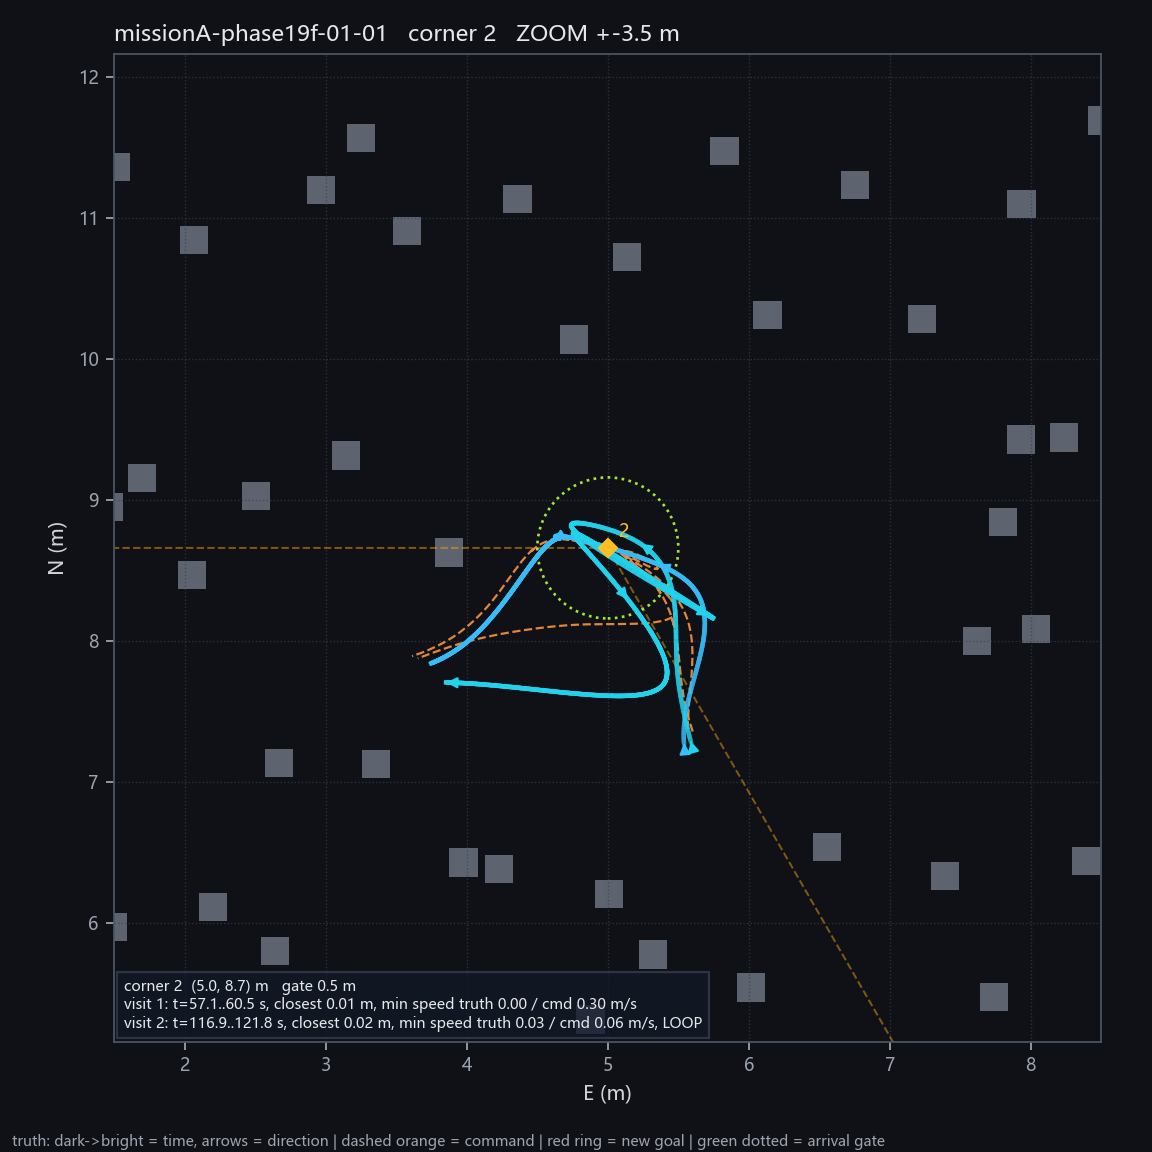 missionA-phase19f-01-01   corner 2   ZOOM +-3.5 m
12
11
10
9
8
7
6
N (m)
2
corner 2  (5.0, 8.7) m   gate 0.5 m
visit 1: t=57.1..60.5 s, closest 0.01 m, min speed truth 0.00 / cmd 0.30 m/s
visit 2: t=116.9..121.8 s, closest 0.02 m, min speed truth 0.03 / cmd 0.06 m/s, LOOP
2 3 4 5 6 7 8
E (m)
truth: dark->bright = time, arrows = direction | dashed orange = command | red ring = new goal | green dotted = arrival gate